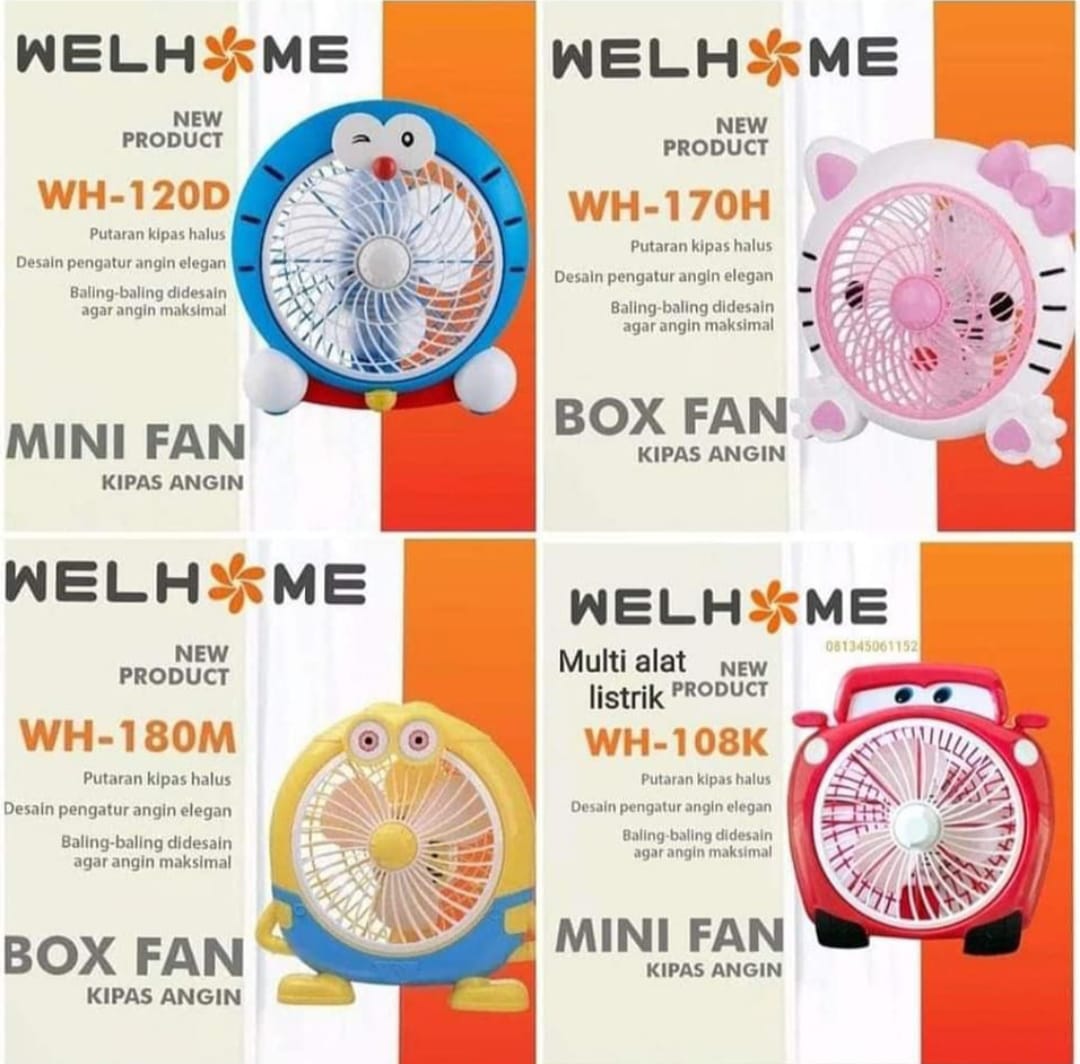 WELHOME
NEW
PRODUCT
WH-120D
Putaran kipas halus
Desain pengatur angin elegan
Baling-baling didesain
agar angin maksimal
MINI FAN
KIPAS ANGIN
WELHOME
NEW
PRODUCT
WH-170H
Putaran kipas halus
Desain pengatur angin elegan
Baling-baling didesain
agar angin maksimal
BOX FAN
KIPAS ANGIN
WELHOME
NEW
PRODUCT
WH-180M
Putaran kipas halus
Desain pengatur angin elegan
Baling-baling didesain
agar angin maksimal
BOX FAN
KIPAS ANGIN
WELHOME
081345061152
Multi alat
listrik
NEW
PRODUCT
WH-108K
Putaran kipas halus
Desain pengatur angin elegan
Baling-baling didesain
agar angin maksimal
MINI FAN
KIPAS ANGIN